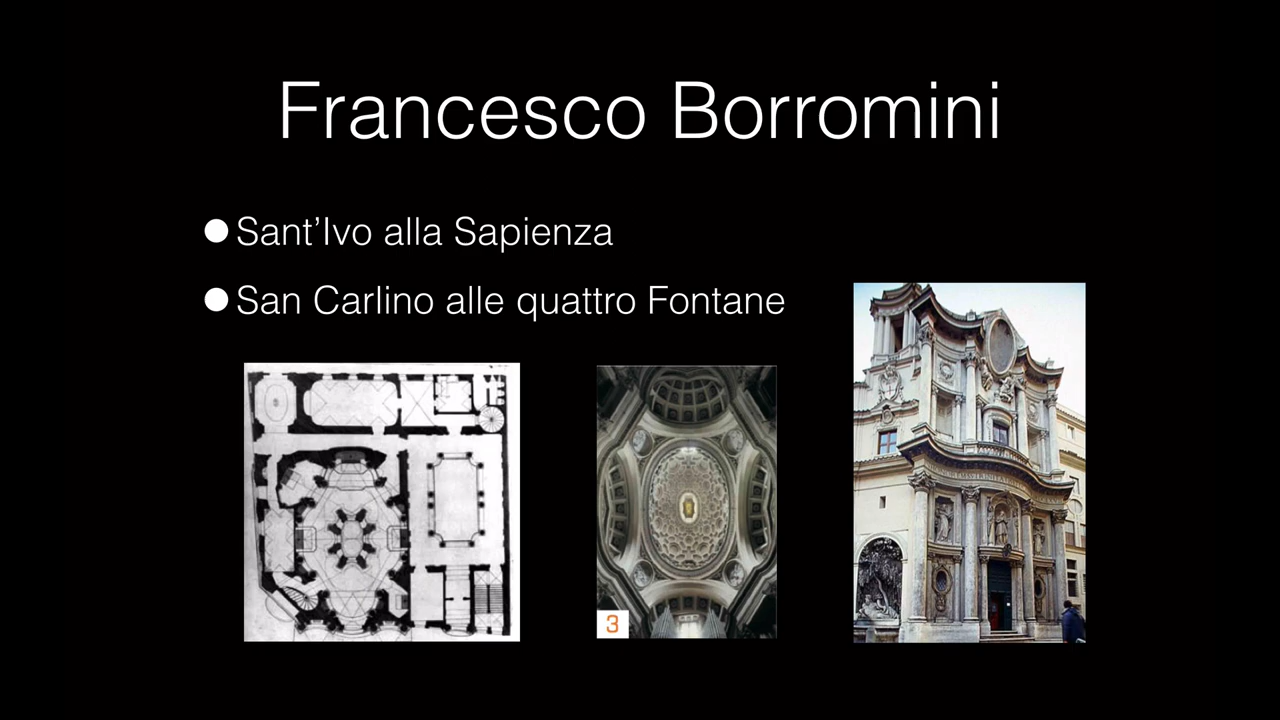 Francesco Borromini
●Sant’Ivo alla Sapienza
●San Carlino alle quattro Fontane
3